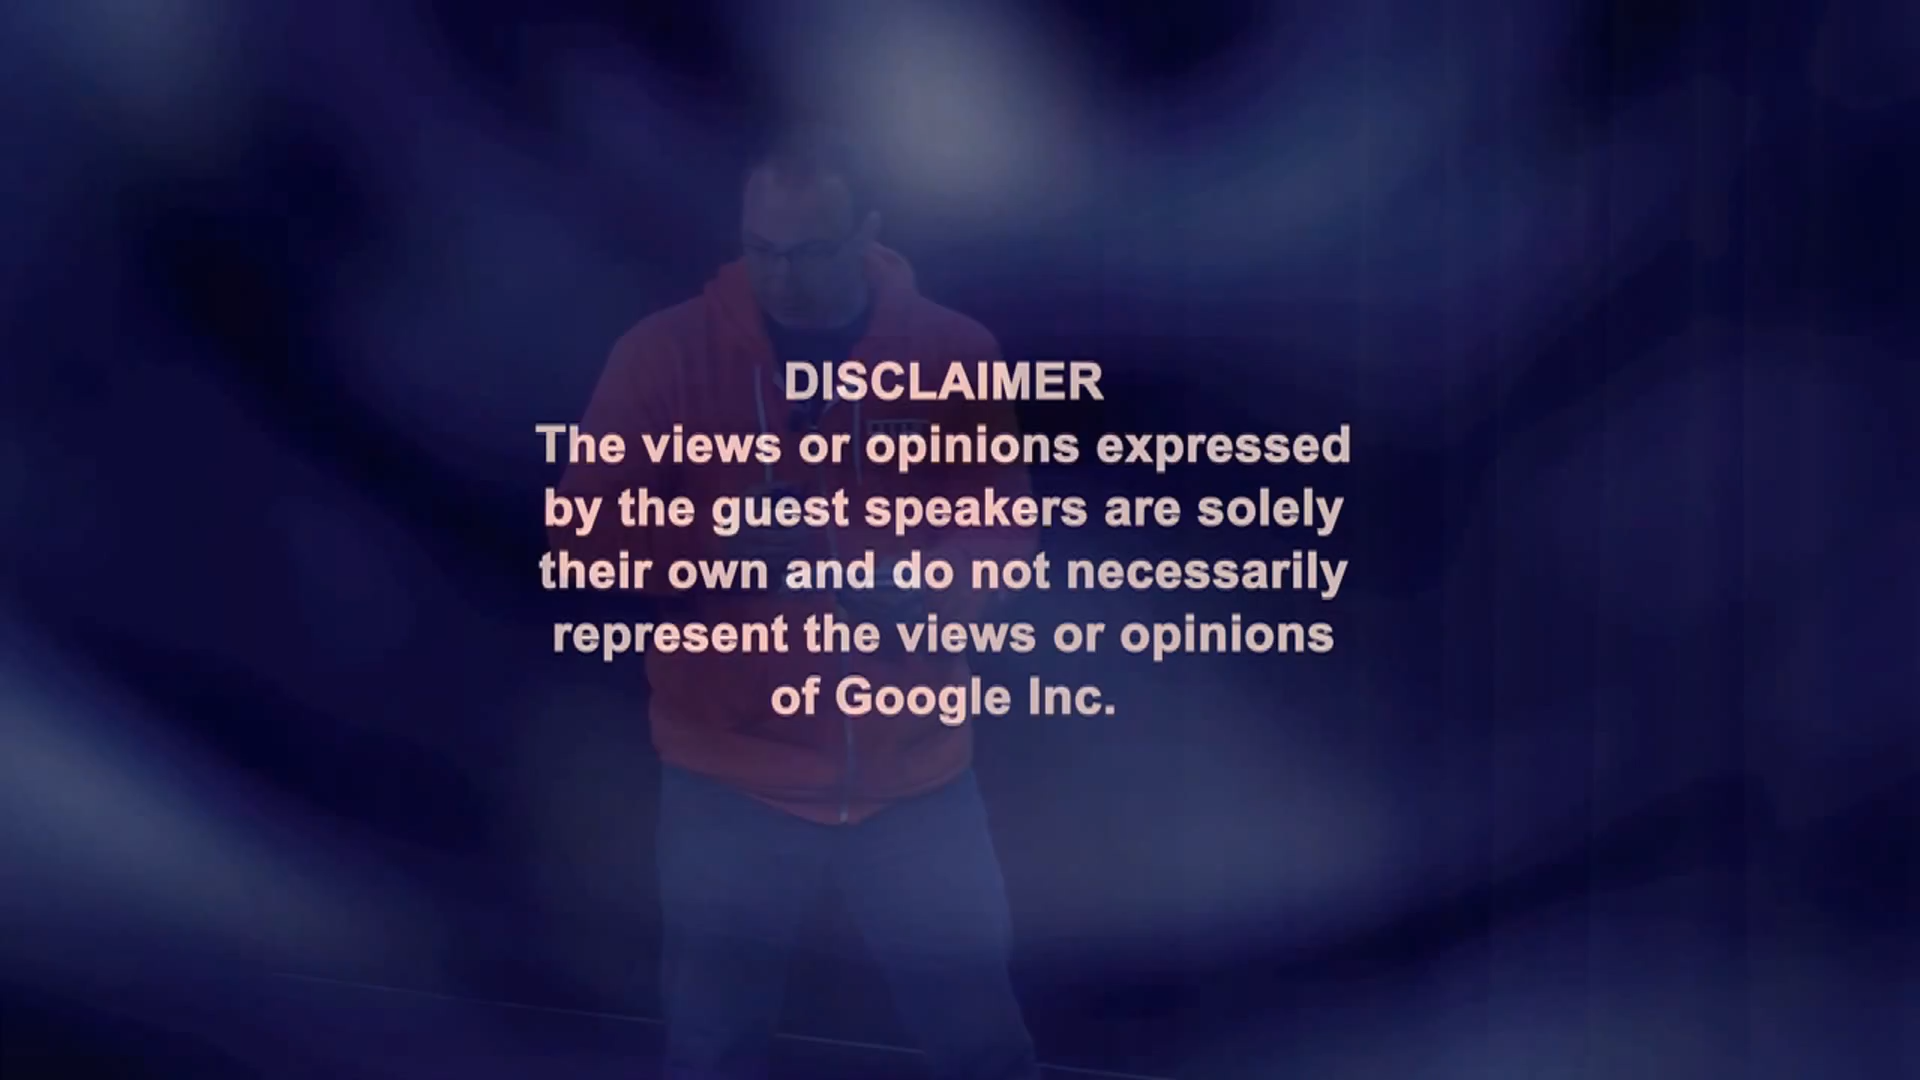 DISCLAIMER
The views or opinions expressed
by the guest speakers are solely
their own and do not necessarily
represent the views or opinions
of Google Inc.